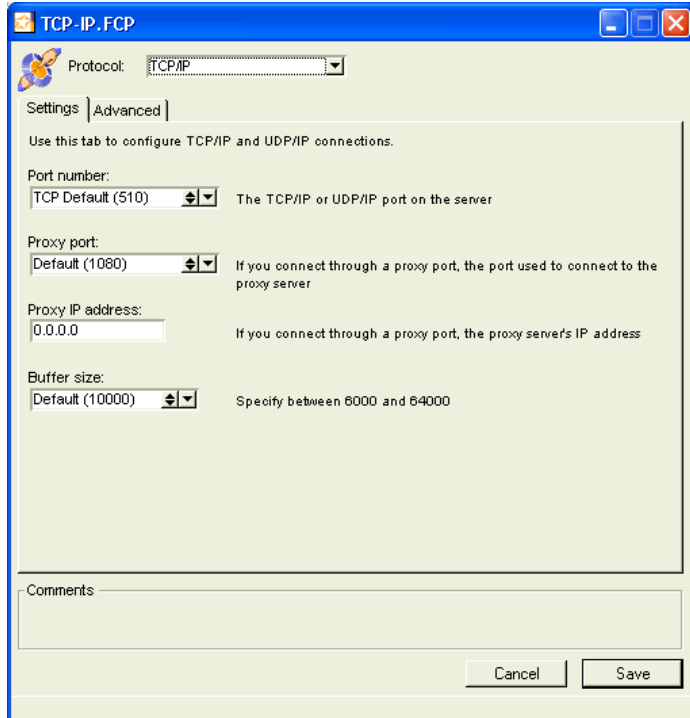 TCP-IP.FCP
Protocol: TCP/IP
Settings Advanced
Use this tab to configure TCP/IP and UDP/IP connections.
Port number:
TCP Default (510) The TCP/IP or UDP/IP port on the server
Proxy port:
Default (1080) If you connect through a proxy port, the port used to connect to the
proxy server
Proxy IP address:
0.0.0.0 If you connect through a proxy port, the proxy server's IP address
Buffer size:
Default (10000) Specify between 6000 and 64000
Comments
Cancel Save